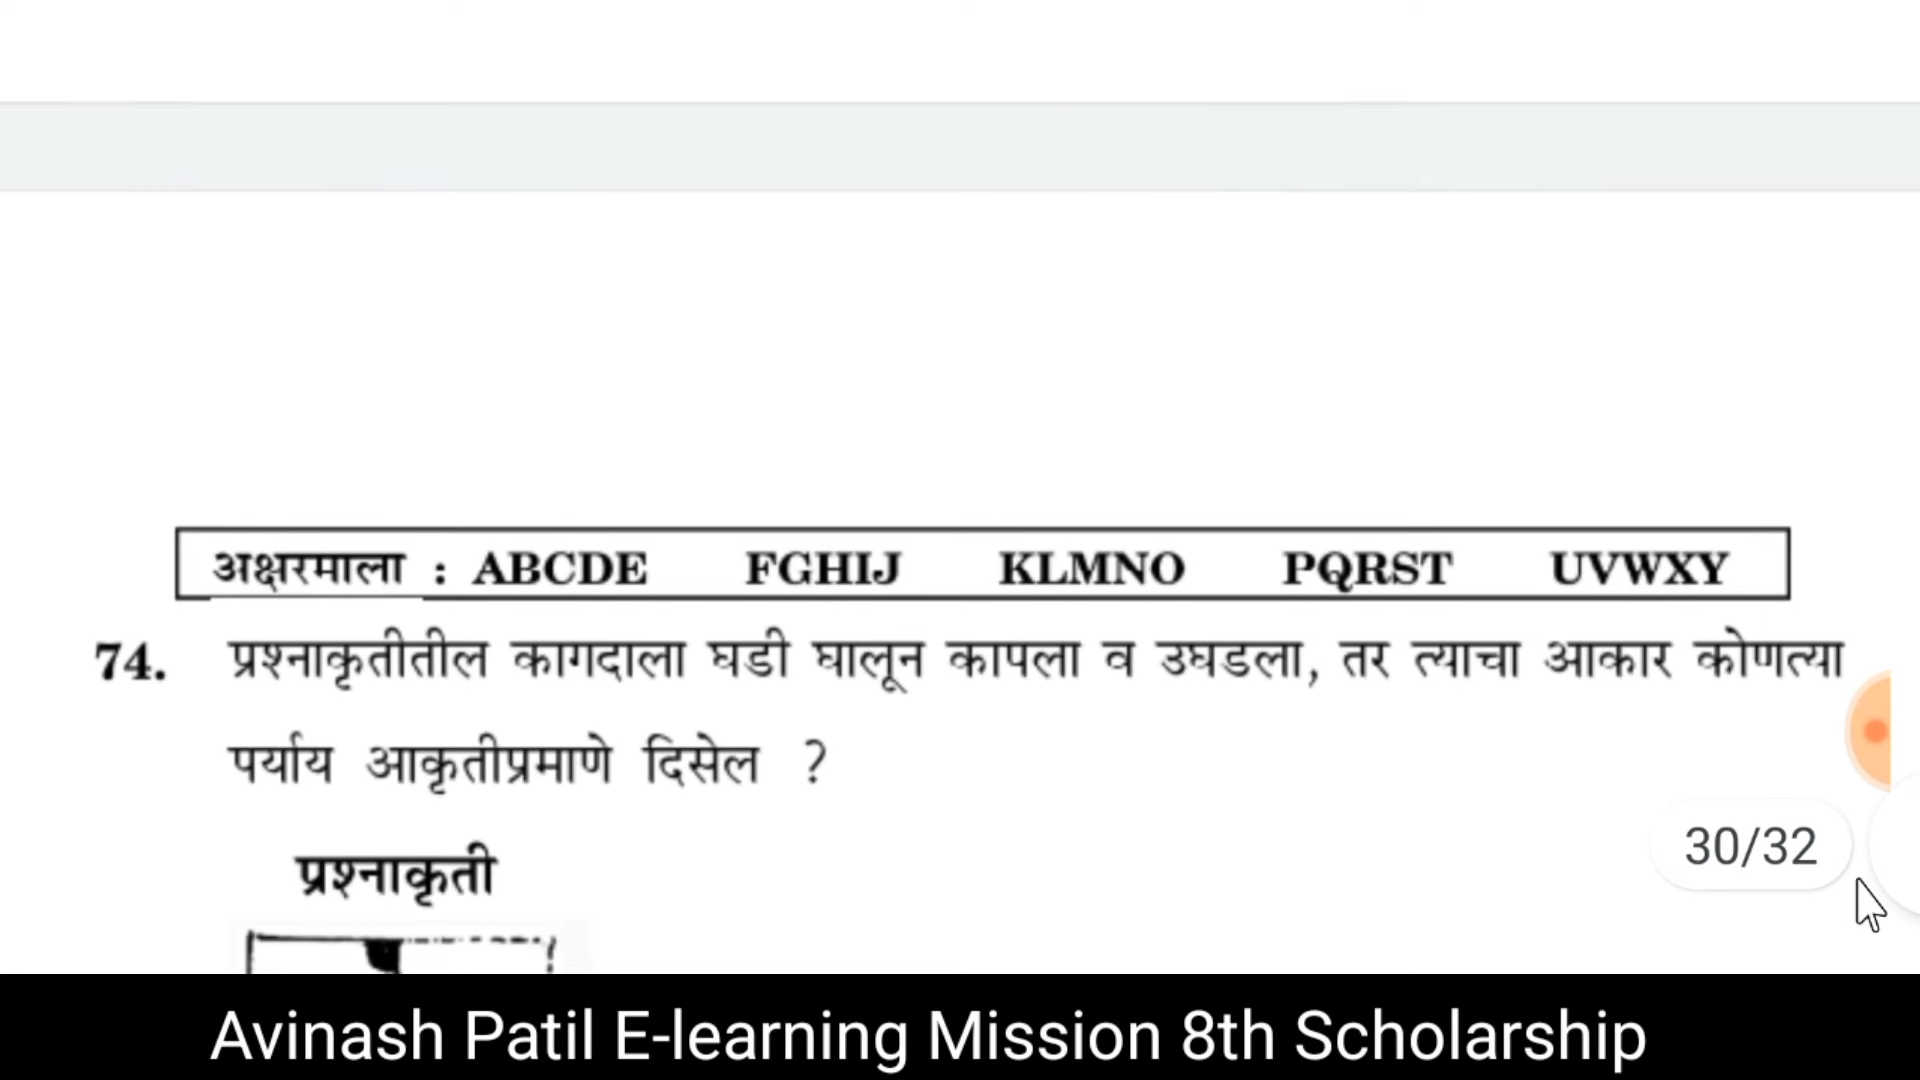 अक्षरमाला : ABCDE FGHIJ KLMNO PQRST UVWXY
74. प्रश्नाकृतीतील कागदाला घडी घालून कापला व उघडला, तर त्याचा आकार कोणत्या
पर्याय आकृतीप्रमाणे दिसेल ?
प्रश्नाकृती
30/32
Avinash Patil E-learning Mission 8th Scholarship